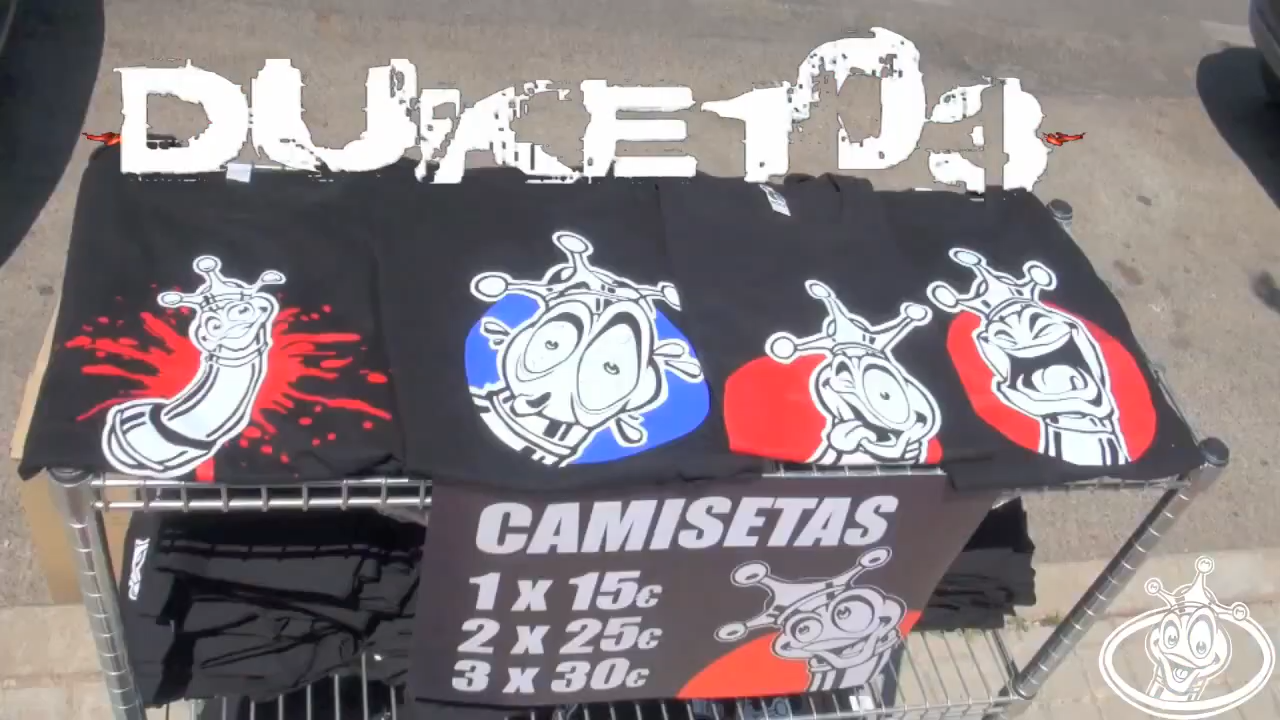 DUKE103
CAMISETAS
1 x 15€
2 x 25€
3 x 30€